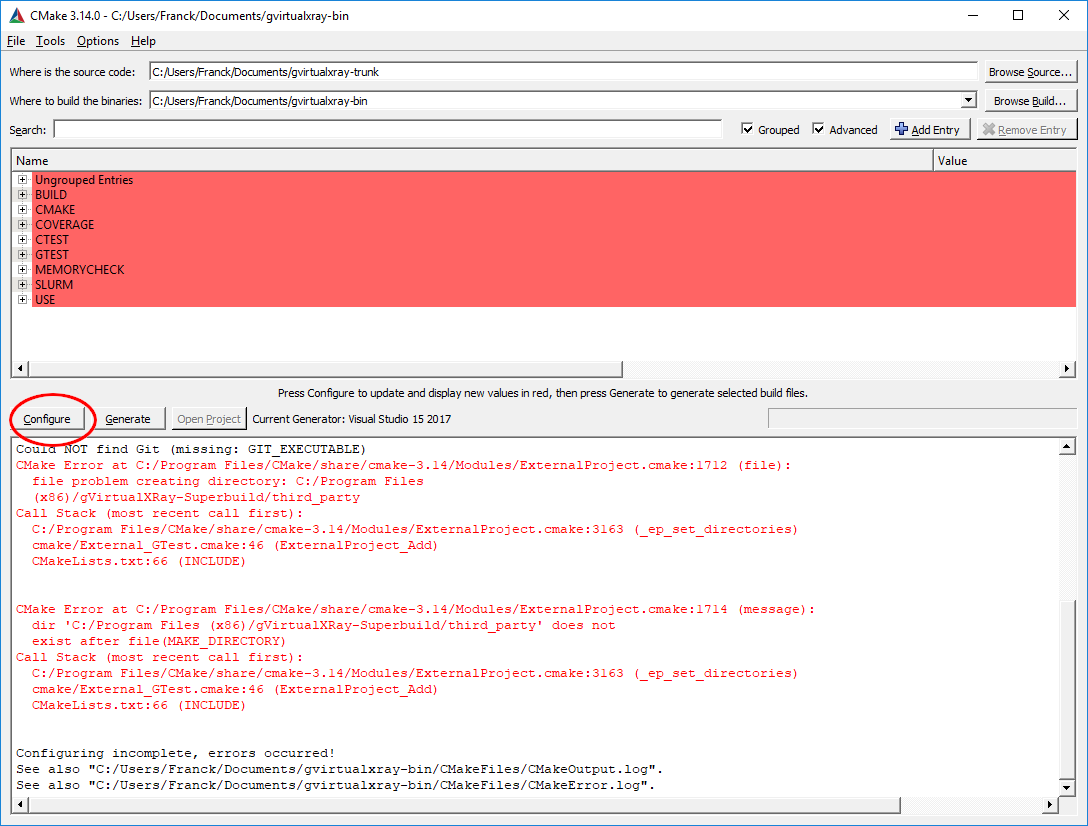 CMake 3.14.0 - C:/Users/Franck/Documents/gvirtualxray-bin
File Tools Options Help
Where is the source code: C:/Users/Franck/Documents/gvirtualxray-trunk Browse Source...
Where to build the binaries: C:/Users/Franck/Documents/gvirtualxray-bin Browse Build...
Search: Grouped Advanced Add Entry Remove Entry
Name Value
Ungrouped Entries
BUILD
CMAKE
COVERAGE
CTEST
GTEST
MEMORYCHECK
SLURM
USE
Press Configure to update and display new values in red, then press Generate to generate selected build files.
Configure Generate Open Project Current Generator: Visual Studio 15 2017
Could NOT find Git (missing: GIT_EXECUTABLE)
CMake Error at C:/Program Files/CMake/share/cmake-3.14/Modules/ExternalProject.cmake:1712 (file):
file problem creating directory: C:/Program Files
(x86)/gVirtualXRay-Superbuild/third_party
Call Stack (most recent call first):
C:/Program Files/CMake/share/cmake-3.14/Modules/ExternalProject.cmake:3163 (_ep_set_directories)
cmake/External_GTest.cmake:46 (ExternalProject_Add)
CMakeLists.txt:66 (INCLUDE)
CMake Error at C:/Program Files/CMake/share/cmake-3.14/Modules/ExternalProject.cmake:1714 (message):
dir 'C:/Program Files (x86)/gVirtualXRay-Superbuild/third_party' does not
exist after file(MAKE_DIRECTORY)
Call Stack (most recent call first):
C:/Program Files/CMake/share/cmake-3.14/Modules/ExternalProject.cmake:3163 (_ep_set_directories)
cmake/External_GTest.cmake:46 (ExternalProject_Add)
CMakeLists.txt:66 (INCLUDE)
Configuring incomplete, errors occurred!
See also "C:/Users/Franck/Documents/gvirtualxray-bin/CMakeFiles/CMakeOutput.log".
See also "C:/Users/Franck/Documents/gvirtualxray-bin/CMakeFiles/CMakeError.log".